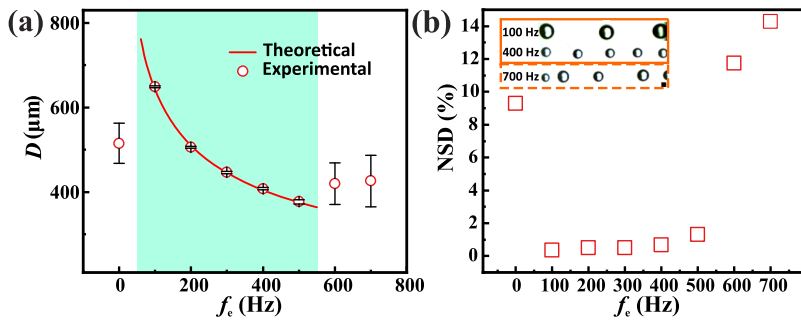 (a)
800
600
400
D (μm)
Theoretical
Experimental
0 200 400 600 800
fe (Hz)
(b)
14
12
10
8
6
4
2
0
NSD (%)
100 Hz
400 Hz
700 Hz
0 100 200 300 400 500 600 700
fe (Hz)